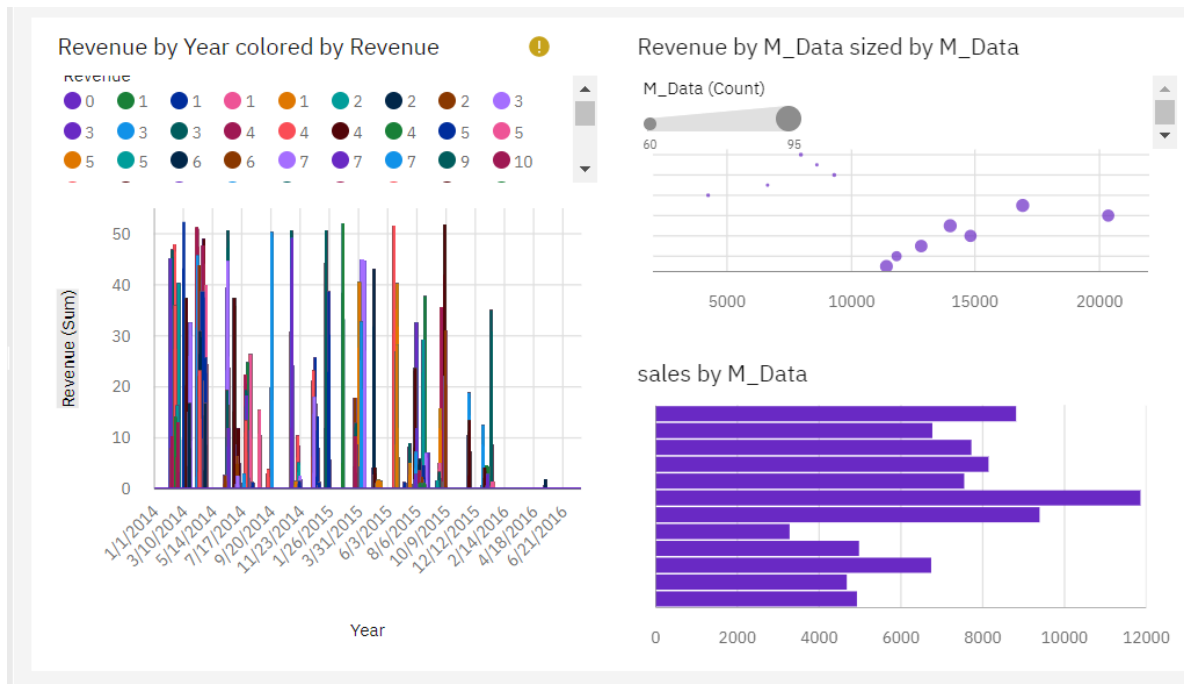 Revenue by Year colored by Revenue
Revenue
0 1 1 1 1 2 2 2 3
3 3 3 4 4 4 4 5 5
5 5 6 6 7 7 7 9 10
50
40
30
20
10
0
Revenue (Sum)
1/1/2014 3/10/2014 5/14/2014 7/17/2014 9/20/2014 11/23/2014 1/26/2015 3/31/2015 6/3/2015 8/6/2015 10/9/2015 12/12/2015 2/14/2016 4/18/2016 6/21/2016
Year
Revenue by M_Data sized by M_Data
M_Data (Count)
60 95
5000 10000 15000 20000
sales by M_Data
0 2000 4000 6000 8000 10000 12000